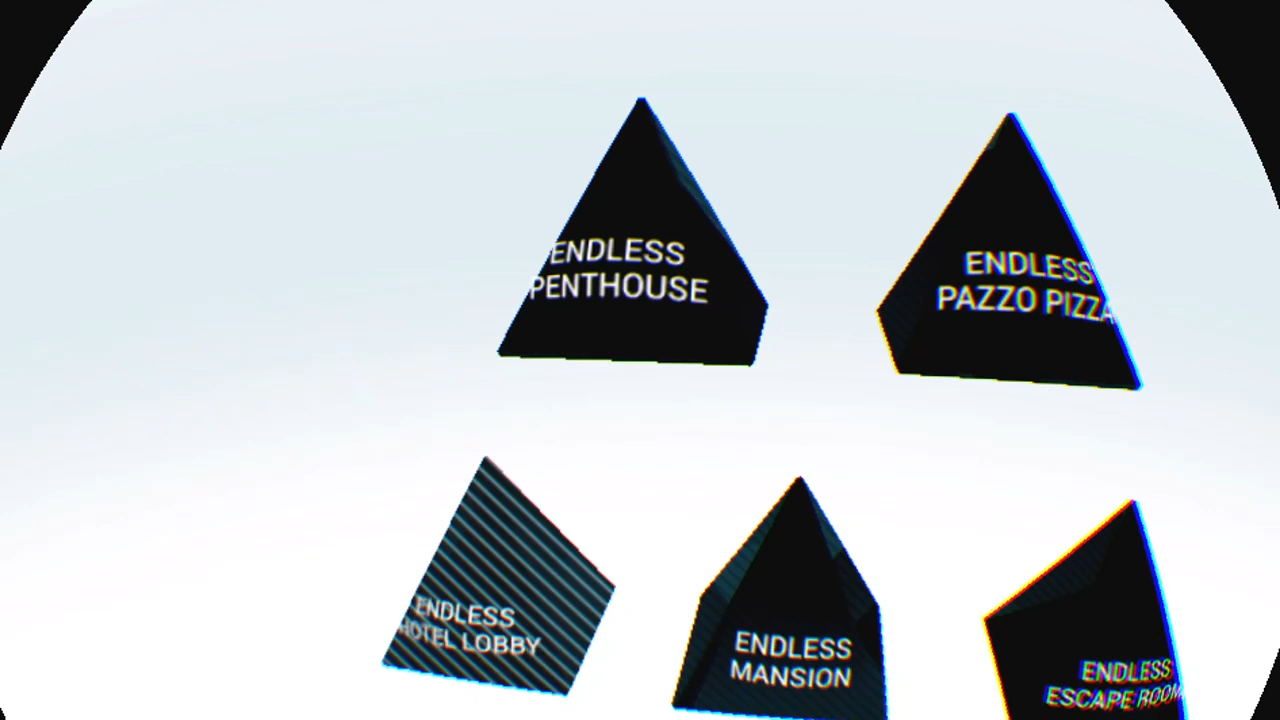 ENDLESS
PENTHOUSE
ENDLESS
PAZZO PIZZA
ENDLESS
HOTEL LOBBY
ENDLESS
MANSION
ENDLESS
ESCAPE ROOM